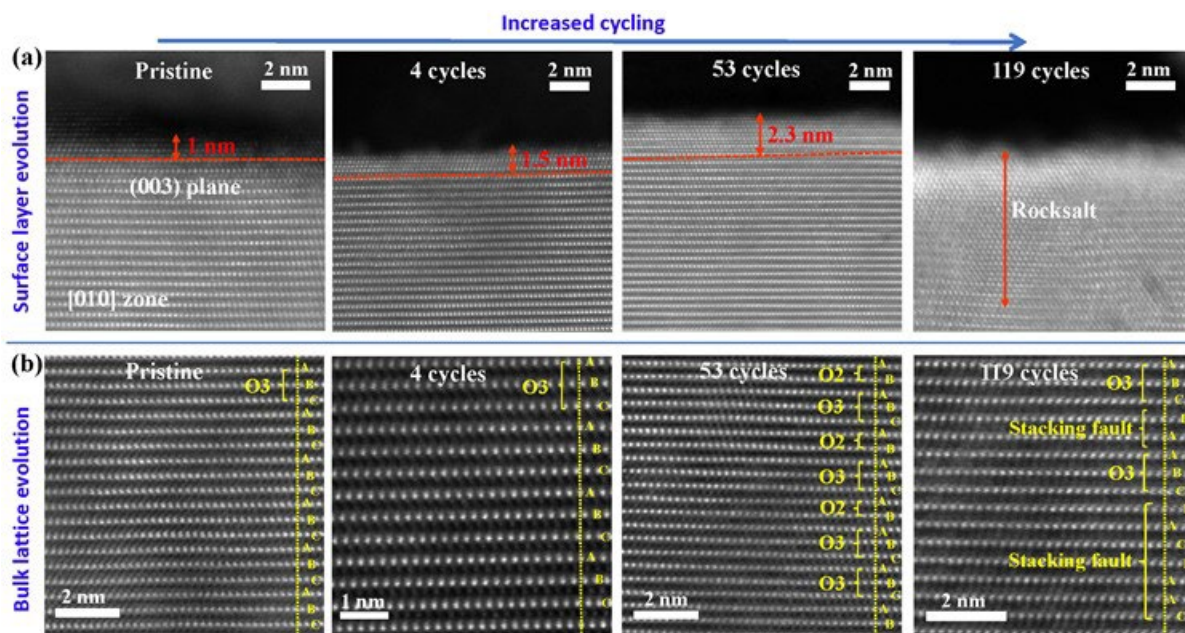 Increased cycling
(a)
Surface layer evolution
Pristine
2 nm
1 nm
(003) plane
[010] zone
4 cycles
2 nm
1.5 nm
53 cycles
2 nm
2.3 nm
119 cycles
2 nm
Rocksalt
(b)
Bulk lattice evolution
Pristine
O3
A
B
C
A
B
C
A
B
C
A
B
C
A
B
C
A
B
C
2 nm
4 cycles
O3
A
B
C
A
B
C
A
B
C
A
B
C
1 nm
53 cycles
O2
A
B
O3
A
B
C
O2
A
B
O3
A
B
C
O2
A
B
O3
A
B
C
O3
A
B
C
A
B
2 nm
119 cycles
O3
A
B
C
Stacking fault
A
O3
A
B
C
Stacking fault
A
C
A
C
2 nm